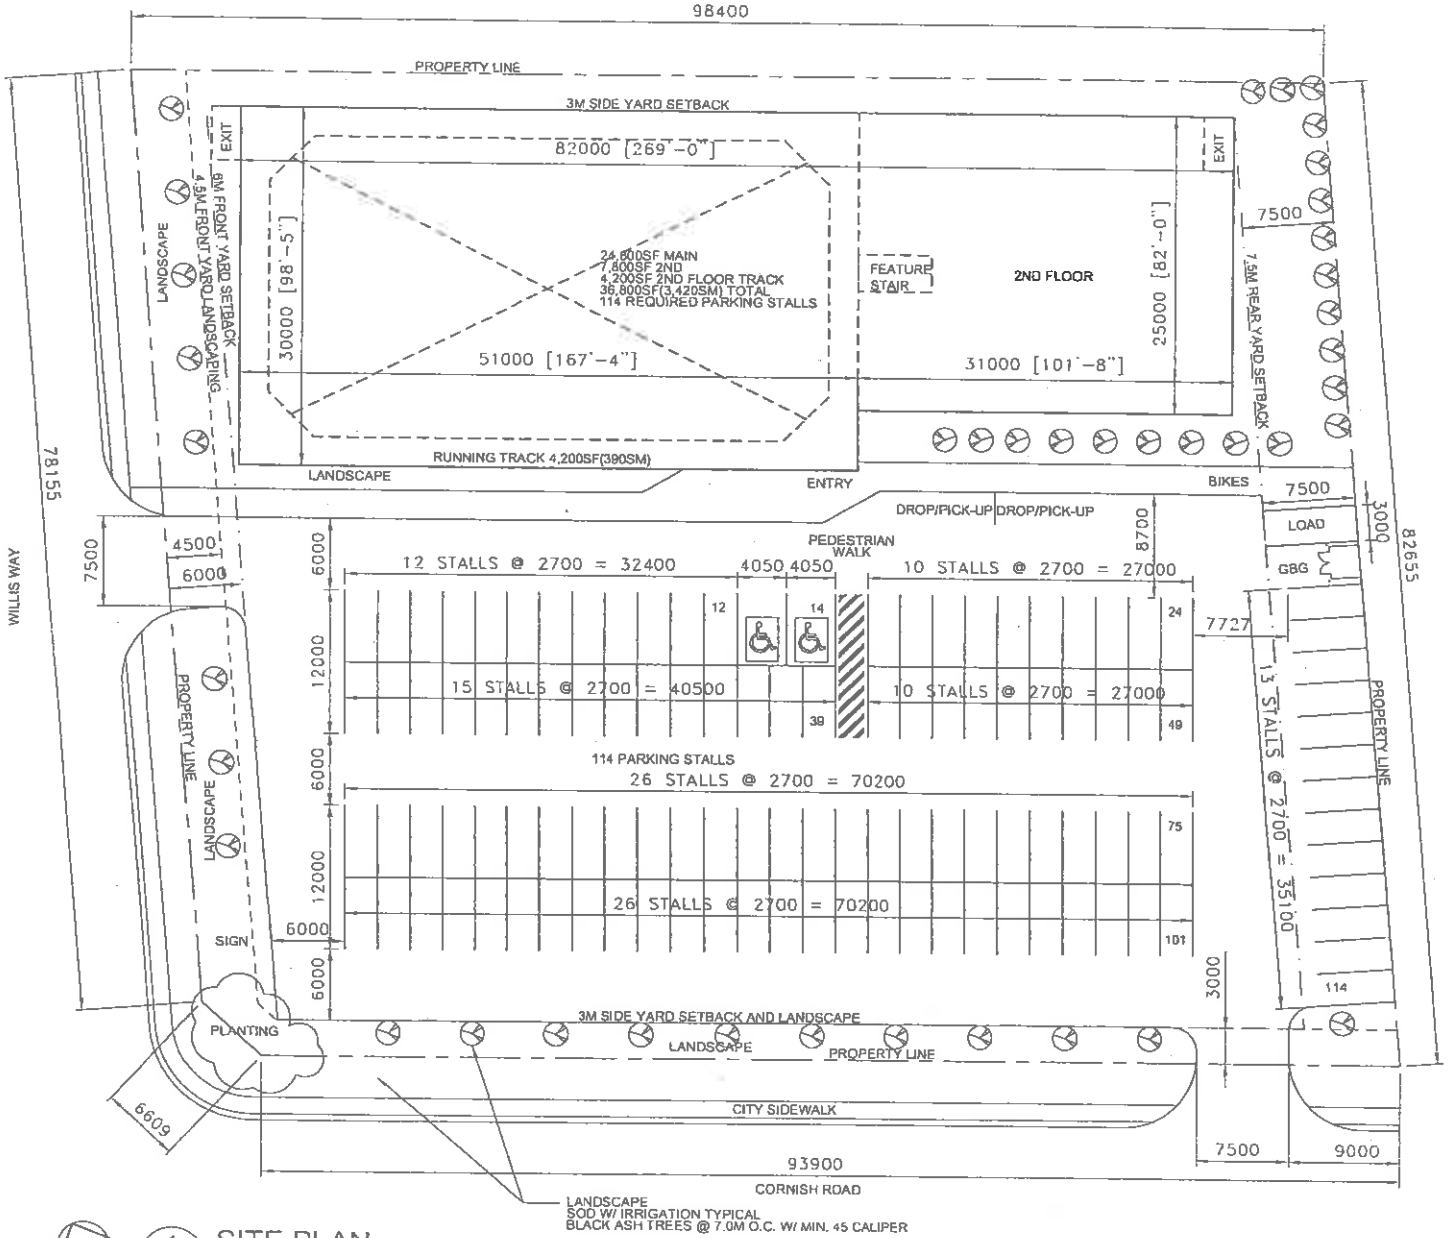 98400
PROPERTY LINE
3M SIDE YARD SETBACK
EXIT
82000 [269'-0"]
EXIT
6M FRONT YARD SETBACK
4.5M FRONT YARD LANDSCAPING
LANDSCAPE
30000 [98'-5"]
24,800SF MAIN
7,800SF 2ND
4,200SF 2ND FLOOR TRACK
36,800SF(3,420SM) TOTAL
114 REQUIRED PARKING STALLS
FEATURE
STAIR
2ND FLOOR
25000 [82'-0"]
7500
7.5M REAR YARD SETBACK
51000 [167'-4"]
31000 [101'-8"]
RUNNING TRACK 4,200SF(390SM)
LANDSCAPE
ENTRY
BIKES
7500
78155
WILLIS WAY
7500
4500
6000
6000
DROP/PICK-UP DROP/PICK-UP
8700
LOAD
3000
82655
PEDESTRIAN
WALK
GBG
12 STALLS @ 2700 = 32400
4050 4050
10 STALLS @ 2700 = 27000
12
14
24
7727
12000
15 STALLS @ 2700 = 40500
10 STALLS @ 2700 = 27000
39
49
PROPERTY LINE
13 STALLS @ 2700 = 35100
PROPERTY LINE
114 PARKING STALLS
6000
26 STALLS @ 2700 = 70200
LANDSCAPE
75
12000
26 STALLS @ 2700 = 70200
SIGN
6000
101
6000
3000
114
3M SIDE YARD SETBACK AND LANDSCAPE
PLANTING
LANDSCAPE
PROPERTY LINE
6609
CITY SIDEWALK
7500
9000
93900
CORNISH ROAD
LANDSCAPE
SOD W/ IRRIGATION TYPICAL
BLACK ASH TREES @ 7.0M O.C. W/ MIN. 45 CALIPER
SITE PLAN